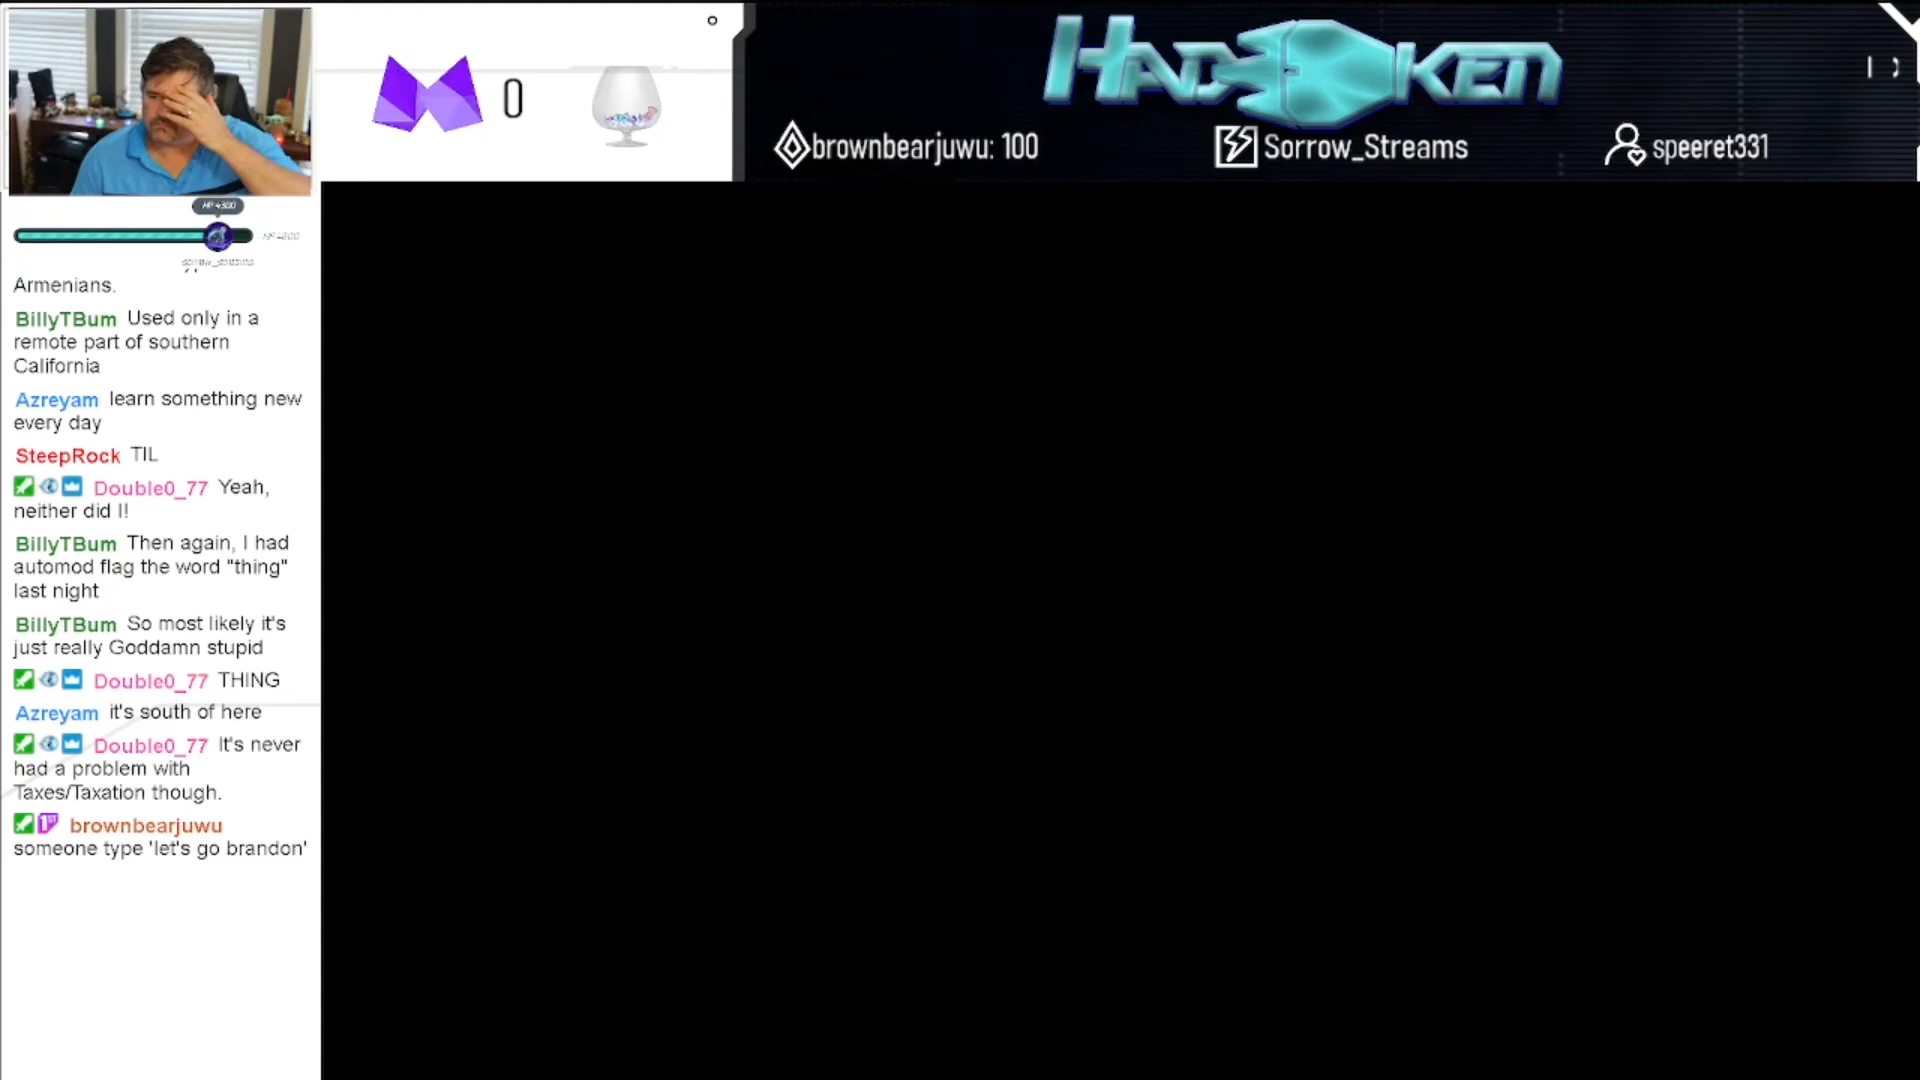 0
HADOKEN
brownbearjuwu: 100
Sorrow_Streams
speeret331
sorrow_streams
Armenians.
BillyTBum Used only in a
remote part of southern
California
Azreyam learn something new
every day
SteepRock TIL
Double0_77 Yeah,
neither did I!
BillyTBum Then again, I had
automod flag the word "thing"
last night
BillyTBum So most likely it's
just really Goddamn stupid
Double0_77 THING
Azreyam it's south of here
Double0_77 It's never
had a problem with
Taxes/Taxation though.
brownbearjuwu
someone type 'let's go brandon'